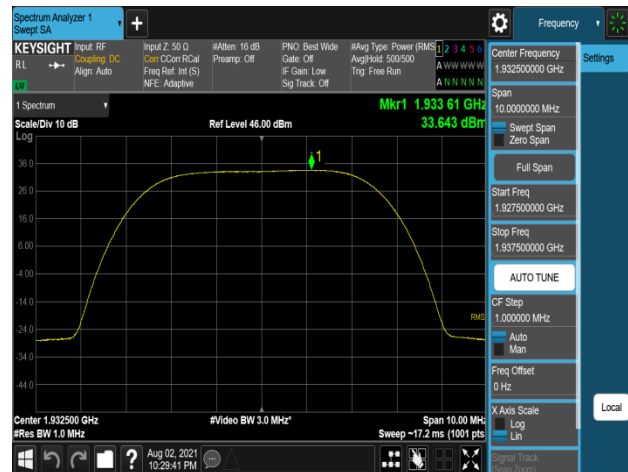 Spectrum Analyzer 1
Swept SA
Frequency
KEYSIGHT
RL
Input: RF
Coupling: DC
Align: Auto
Input Z: 50 Ω
Corr CCorr RCal
Freq Ref: Int (S)
NFE: Adaptive
#Atten: 16 dB
Preamp: Off
PNO: Best Wide
Gate: Off
IF Gain: Low
Sig Track: Off
#Avg Type: Power (RMS
Avg|Hold: 500/500
Trig: Free Run
1 2 3 4 5 6
A W W W W W
A N N N N N
LXI
1 Spectrum
Scale/Div 10 dB
Log
Ref Level 46.00 dBm
Mkr1 1.933 61 GHz
33.643 dBm
1
36.0
26.0
16.0
6.00
-4.00
-14.0
-24.0
-34.0
-44.0
RMS
Center 1.932500 GHz
#Res BW 1.0 MHz
#Video BW 3.0 MHz*
Span 10.00 MHz
Sweep ~17.2 ms (1001 pts
?
Aug 02, 2021
10:29:41 PM
Center Frequency
1.932500000 GHz
Span
10.0000000 MHz
Swept Span
Zero Span
Full Span
Start Freq
1.927500000 GHz
Stop Freq
1.937500000 GHz
AUTO TUNE
CF Step
1.000000 MHz
Auto
Man
Freq Offset
0 Hz
X Axis Scale
Log
Lin
Signal Track
(Span Zoom)
Settings
Local